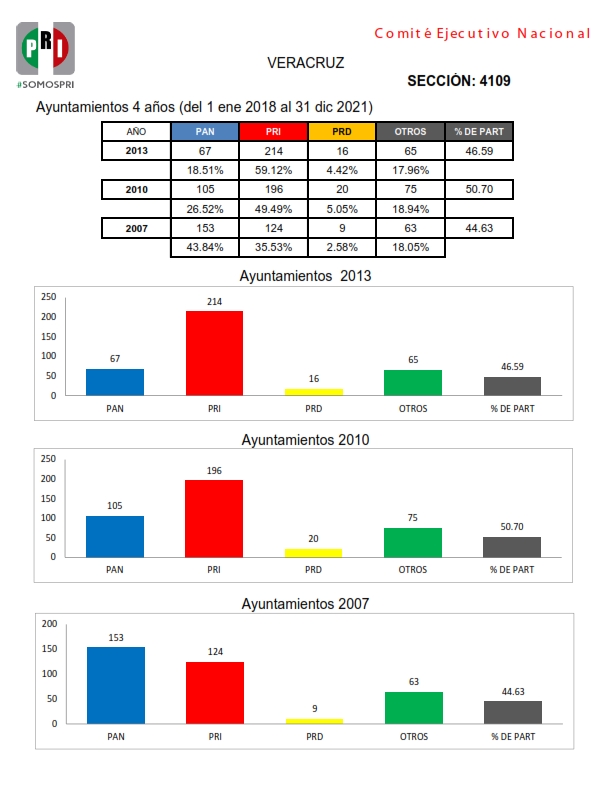 Comité Ejecutivo Nacional
PRI
#SOMOSPRI
VERACRUZ
SECCIÓN: 4109
Ayuntamientos 4 años (del 1 ene 2018 al 31 dic 2021)
AÑO PAN PRI PRD OTROS % DE PART
2013 67 214 16 65 46.59
18.51% 59.12% 4.42% 17.96%
2010 105 196 20 75 50.70
26.52% 49.49% 5.05% 18.94%
2007 153 124 9 63 44.63
43.84% 35.53% 2.58% 18.05%
Ayuntamientos 2013
250
200
150
100
50
0
67 214 16 65 46.59
PAN PRI PRD OTROS % DE PART
Ayuntamientos 2010
250
200
150
100
50
0
105 196 20 75 50.70
PAN PRI PRD OTROS % DE PART
Ayuntamientos 2007
200
150
100
50
0
153 124 9 63 44.63
PAN PRI PRD OTROS % DE PART